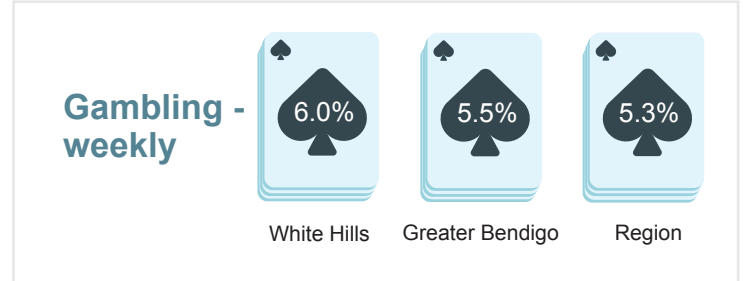 Gambling -
weekly
6.0%
5.5%
5.3%
White Hills
Greater Bendigo
Region